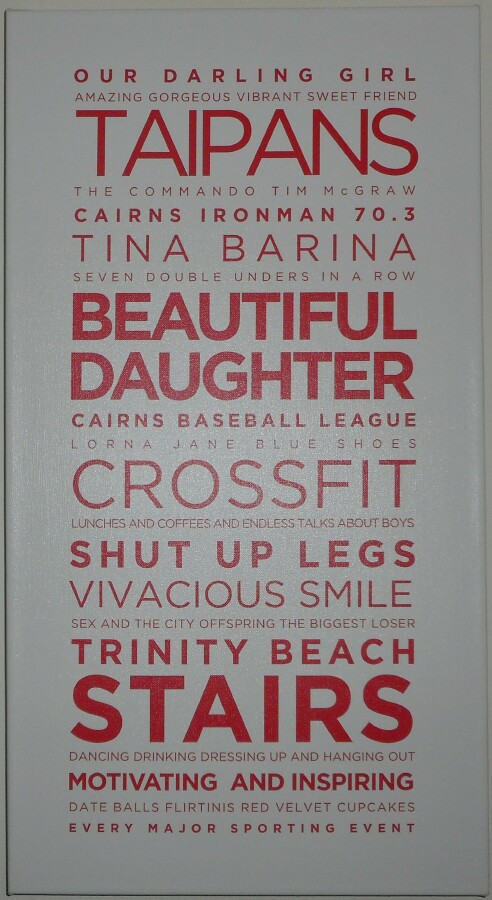 OUR DARLING GIRL
AMAZING GORGEOUS VIBRANT SWEET FRIEND
TAIPANS
THE COMMANDO TIM McGRAW
CAIRNS IRONMAN 70.3
TINA BARINA
SEVEN DOUBLE UNDERS IN A ROW
BEAUTIFUL
DAUGHTER
CAIRNS BASEBALL LEAGUE
LORNA JANE BLUE SHOES
CROSSFIT
LUNCHES AND COFFEES AND ENDLESS TALKS ABOUT BOYS
SHUT UP LEGS
VIVACIOUS SMILE
SEX AND THE CITY OFFSPRING THE BIGGEST LOSER
TRINITY BEACH
STAIRS
DANCING DRINKING DRESSING UP AND HANGING OUT
MOTIVATING AND INSPIRING
DATE BALLS FLIRTINIS RED VELVET CUPCAKES
EVERY MAJOR SPORTING EVENT